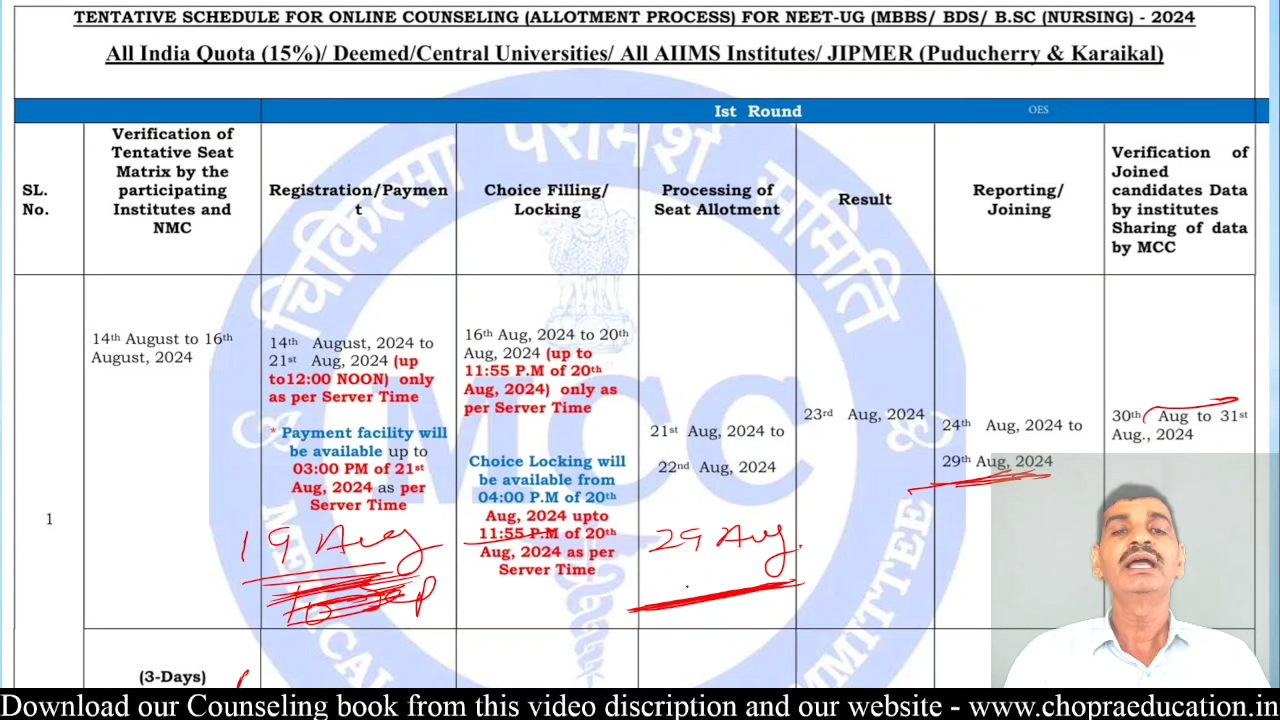 TENTATIVE SCHEDULE FOR ONLINE COUNSELING (ALLOTMENT PROCESS) FOR NEET-UG (MBBS/ BDS/ B.SC (NURSING) - 2024
All India Quota (15%)/ Deemed/Central Universities/ All AIIMS Institutes/ JIPMER (Puducherry & Karaikal)
Ist Round
OES
SL.
No.
Verification of
Tentative Seat
Matrix by the
participating
Institutes and
NMC
Registration/Paymen
t
Choice Filling/
Locking
Processing of
Seat Allotment
Result
Reporting/
Joining
Verification of
Joined
candidates Data
by institutes
Sharing of data
by MCC
1
14th August to 16th
August, 2024
14th August, 2024 to
21st Aug, 2024 (up
to12:00 NOON) only
as per Server Time
* Payment facility will
be available up to
03:00 PM of 21st
Aug, 2024 as per
Server Time
16th Aug, 2024 to 20th
Aug, 2024 (up to
11:55 P.M of 20th
Aug, 2024) only as
per Server Time
Choice Locking will
be available from
04:00 P.M of 20th
Aug, 2024 upto
11:55 P.M of 20th
Aug, 2024 as per
Server Time
21st Aug, 2024 to
22nd Aug, 2024
23rd Aug, 2024
24th Aug, 2024 to
29th Aug, 2024
30th Aug to 31st
Aug., 2024
19 Aug
29 Aug.
(3-Days)
चिकित्सा परामर्श समिति
MCC
MEDICAL
COMMITTEE
Download our Counseling book from this video discription and our website - www.chopraeducation.in